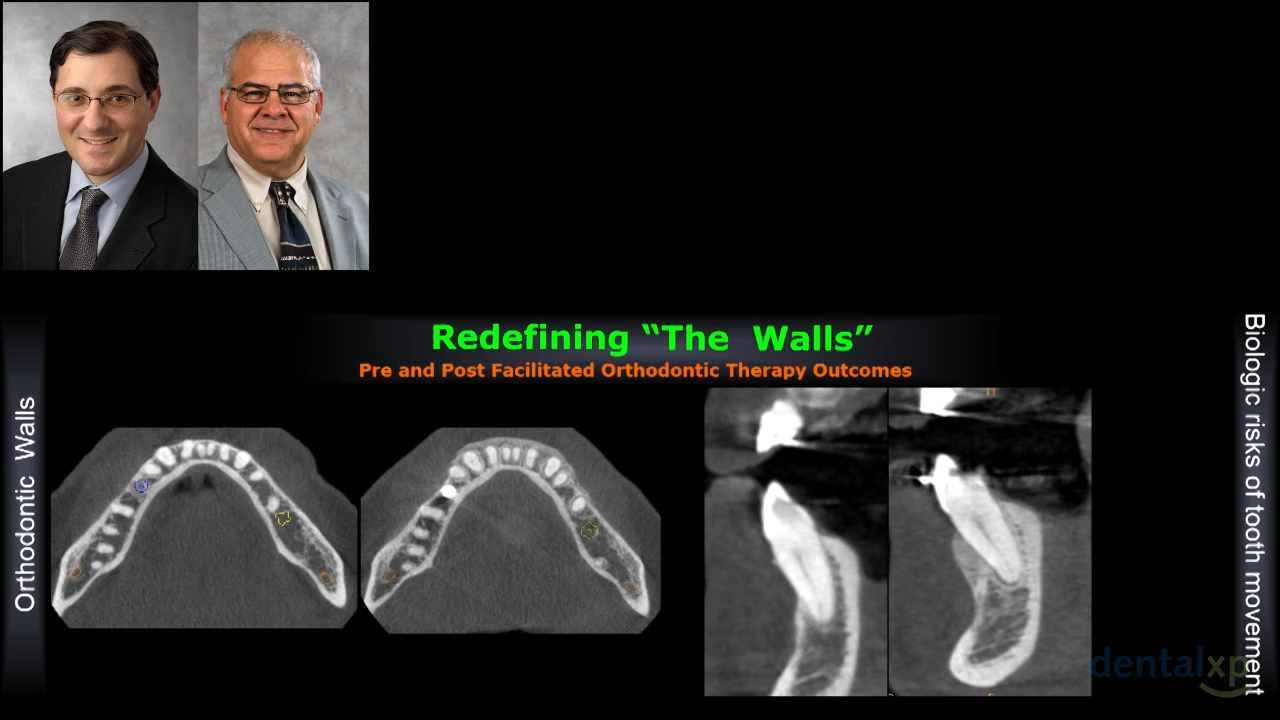 Redefining “The Walls”
Pre and Post Facilitated Orthodontic Therapy Outcomes
Orthodontic Walls
Biologic risks of tooth movement
dentalxp